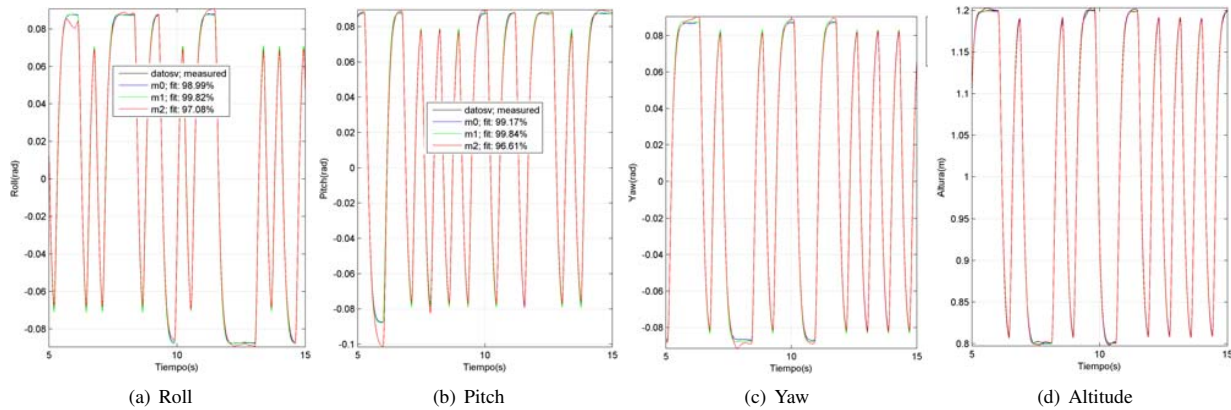 0.08
0.06
0.04
0.02
0
-0.02
-0.04
-0.06
-0.08
Roll(rad)
datosv; measured
m0; fit: 98.99%
m1; fit: 99.82%
m2; fit: 97.08%
5
10
15
Tiempo(s)
(a) Roll
0.08
0.06
0.04
0.02
0
-0.02
-0.04
-0.06
-0.08
-0.1
Pitch(rad)
datosv; measured
m0; fit: 99.17%
m1; fit: 99.84%
m2; fit: 96.61%
5
10
15
Tiempo(s)
(b) Pitch
0.08
0.06
0.04
0.02
0
-0.02
-0.04
-0.06
-0.08
Yaw(rad)
5
10
15
Tiempo(s)
(c) Yaw
1.2
1.15
1.1
1.05
1
0.95
0.9
0.85
0.8
Altura(m)
5
10
15
Tiempo(s)
(d) Altitude